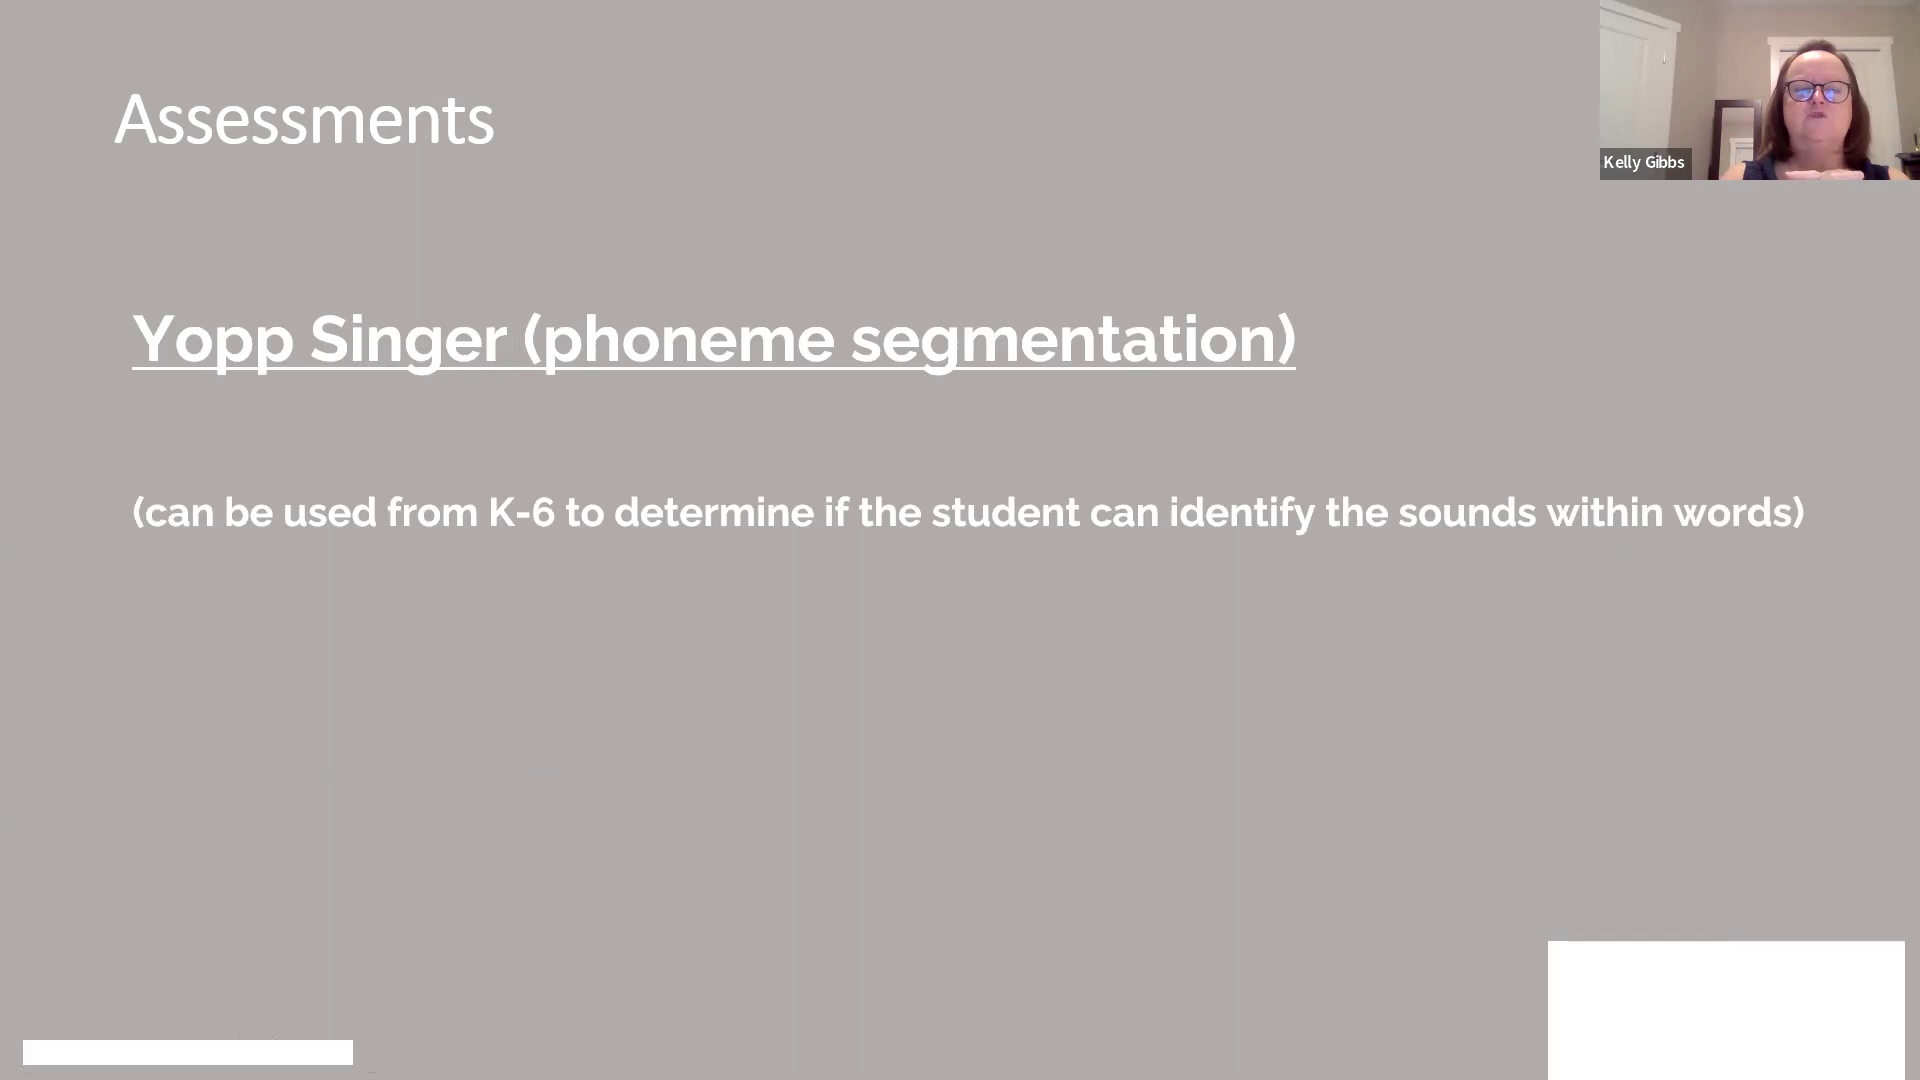 Assessments
Kelly Gibbs
Yopp Singer (phoneme segmentation)
(can be used from K-6 to determine if the student can identify the sounds within words)